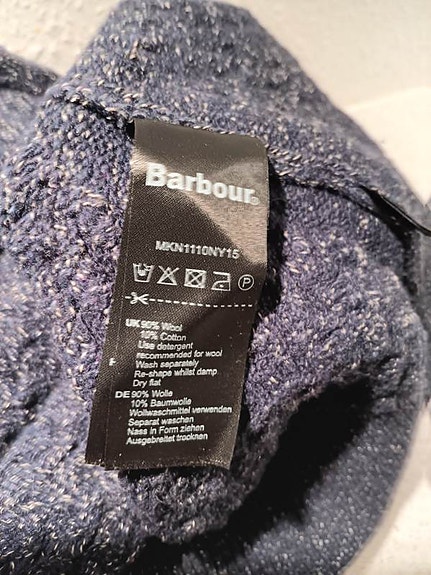 Barbour®
MKN1110NY15
P
UK 90% Wool
10% Cotton
Use detergent
recommended for wool
Wash separately
Re-shape whilst damp
Dry flat
F
DE 90% Wolle
10% Baumwolle
Wollwaschmittel verwenden
Separat waschen
Nass in Form ziehen
Ausgebreitet trocknen